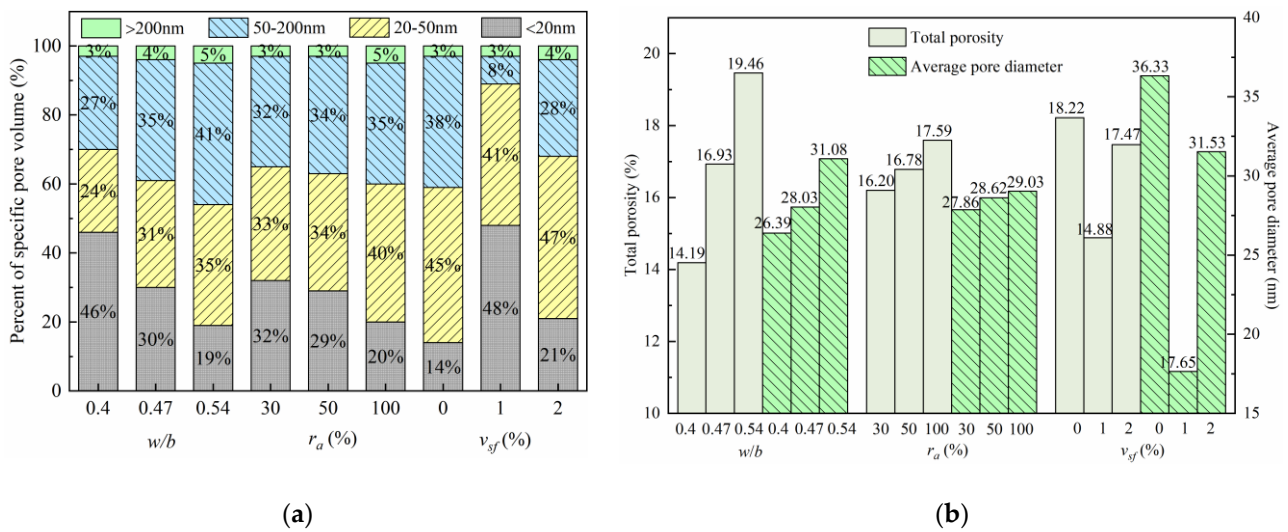 >200nm 50-200nm 20-50nm <20nm
Percent of specific pore volume (%)
100
80
60
40
20
0
3% 4% 5% 3% 3% 5% 3% 3% 4%
27% 35% 41% 32% 34% 35% 38% 8% 28%
24% 31% 35% 33% 34% 40% 45% 41% 47%
46% 30% 19% 32% 29% 20% 14% 48% 21%
0.4 0.47 0.54 30 50 100 0 1 2
w/b r_a (%) v_sf (%)
(a)
b
Total porosity
Average pore diameter
Total porosity (%)
20
18
16
14
12
10
14.19 16.93 19.46 26.39 28.03 31.08
16.20 16.78 17.59 27.86 28.62 29.03
18.22 14.88 17.47 36.33 17.65 31.53
0.4 0.47 0.54 0.4 0.47 0.54 30 50 100 30 50 100 0 1 2 0 1 2
w/b r_a (%) v_sf (%)
40
35
30
25
20
15
Average pore diameter (nm)
(b)